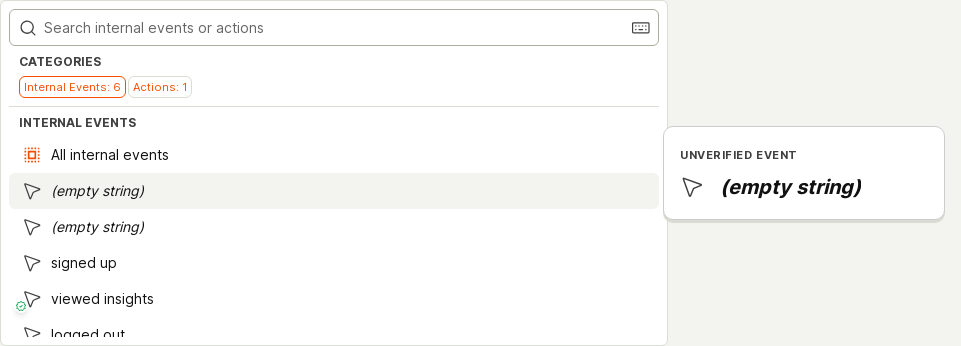 Search internal events or actions
CATEGORIES
Internal Events: 6
Actions: 1
INTERNAL EVENTS
All internal events
(empty string)
(empty string)
signed up
viewed insights
logged out
UNVERIFIED EVENT
(empty string)